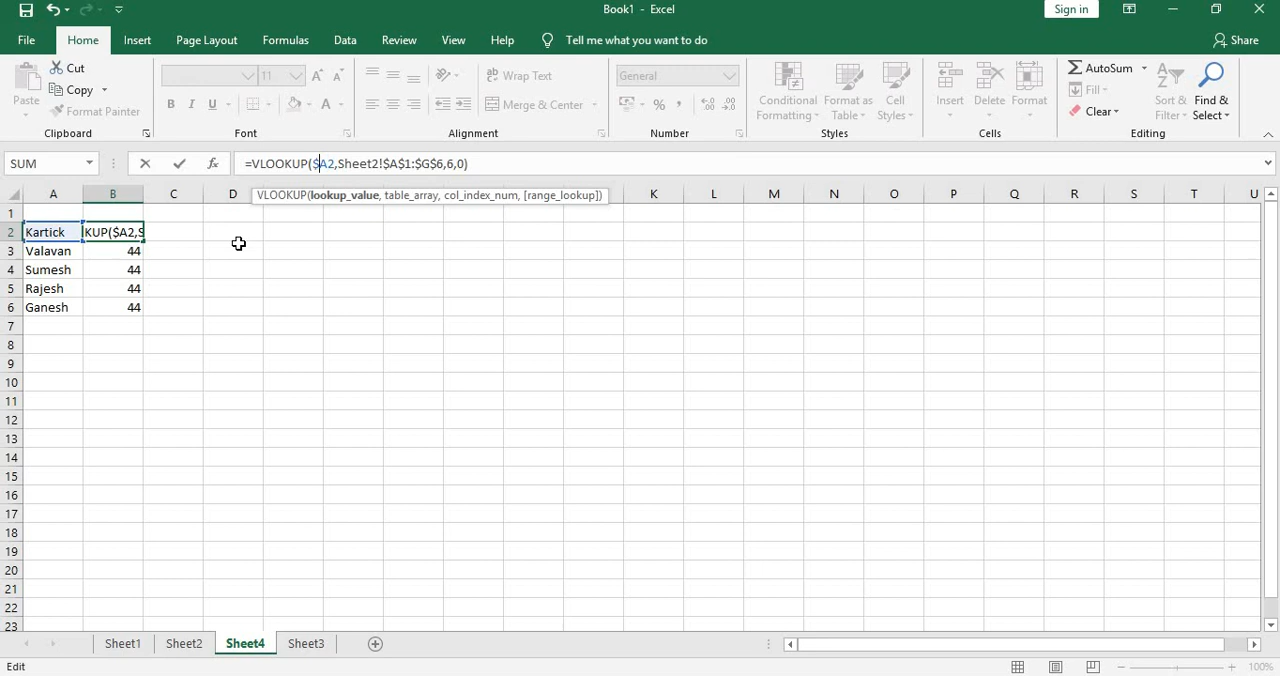 Book1 - Excel
Sign in
File Home Insert Page Layout Formulas Data Review View Help Tell me what you want to do Share
Paste
Cut
Copy
Format Painter
Clipboard
11 A A
B I U A
Font
ab Wrap Text
Merge & Center
Alignment
General
% , .0 .00
Number
Conditional Formatting
Format as Table
Cell Styles
Styles
Insert Delete Format
Cells
AutoSum
Fill
Clear
Sort & Filter
Find & Select
Editing
SUM fx =VLOOKUP($A2,Sheet2!$A$1:$G$6,6,0)
VLOOKUP(lookup_value, table_array, col_index_num, [range_lookup])
A B C D K L M N O P Q R S T U
1
2 Kartick KUP($A2,S
3 Valavan 44
4 Sumesh 44
5 Rajesh 44
6 Ganesh 44
7
8
9
10
11
12
13
14
15
16
17
18
19
20
21
22
23
Sheet1 Sheet2 Sheet4 Sheet3
Edit 100%